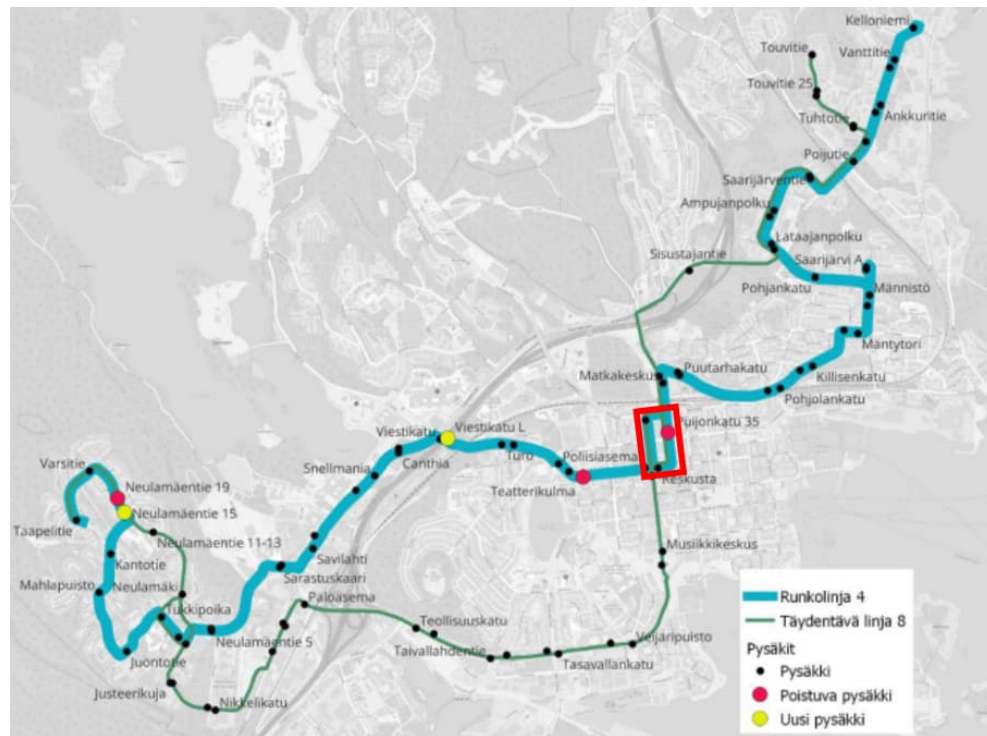 Kelloniemi
Touvitie
Vanttitie
Touvitie 25
Tuhtotie
Ankkuritie
Poijutie
Saarijärventie
Ampujanpolku
Lataajanpolku
Sisustajantie
Saarijärvi A
Pohjankatu
Männistö
Mäntytori
Matkakeskus
Puutarhakatu
Killisenkatu
Pohjolankatu
Puijonkatu 35
Viestikatu
Viestikatu L
Canthia
Turo
Poliisiasema
Keskusta
Teatterikulma
Snellmania
Varsitie
Neulamäentie 19
Neulamäentie 15
Taapelitie
Neulamäentie 11-13
Savilahti
Musiikkikeskus
Kantotie
Sarastuskaari
Mahlapuisto
Neulamäki
Paloasema
Tukkipoika
Teollisuuskatu
Neulamäentie 5
Veijaripuisto
Juontotie
Taivallahdentie
Tasavallankatu
Justeerikuja
Nikkelikatu
Runkolinja 4
Täydentävä linja 8
Pysäkit
Pysäkki
Poistuva pysäkki
Uusi pysäkki